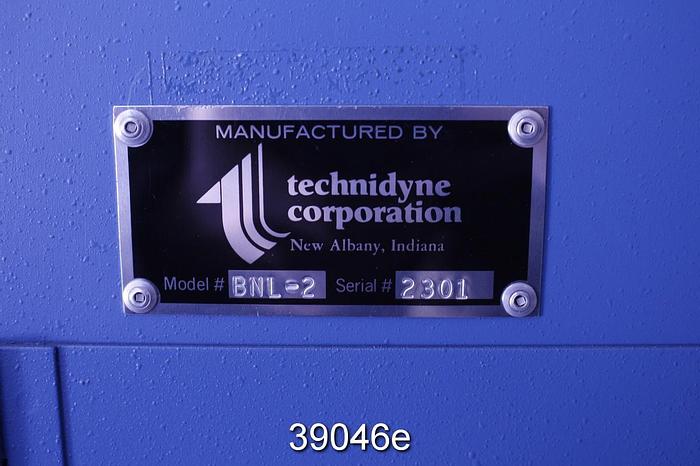 MANUFACTURED BY
technidyne
corporation
New Albany, Indiana
Model # BNL-2 Serial # 2301
39046e